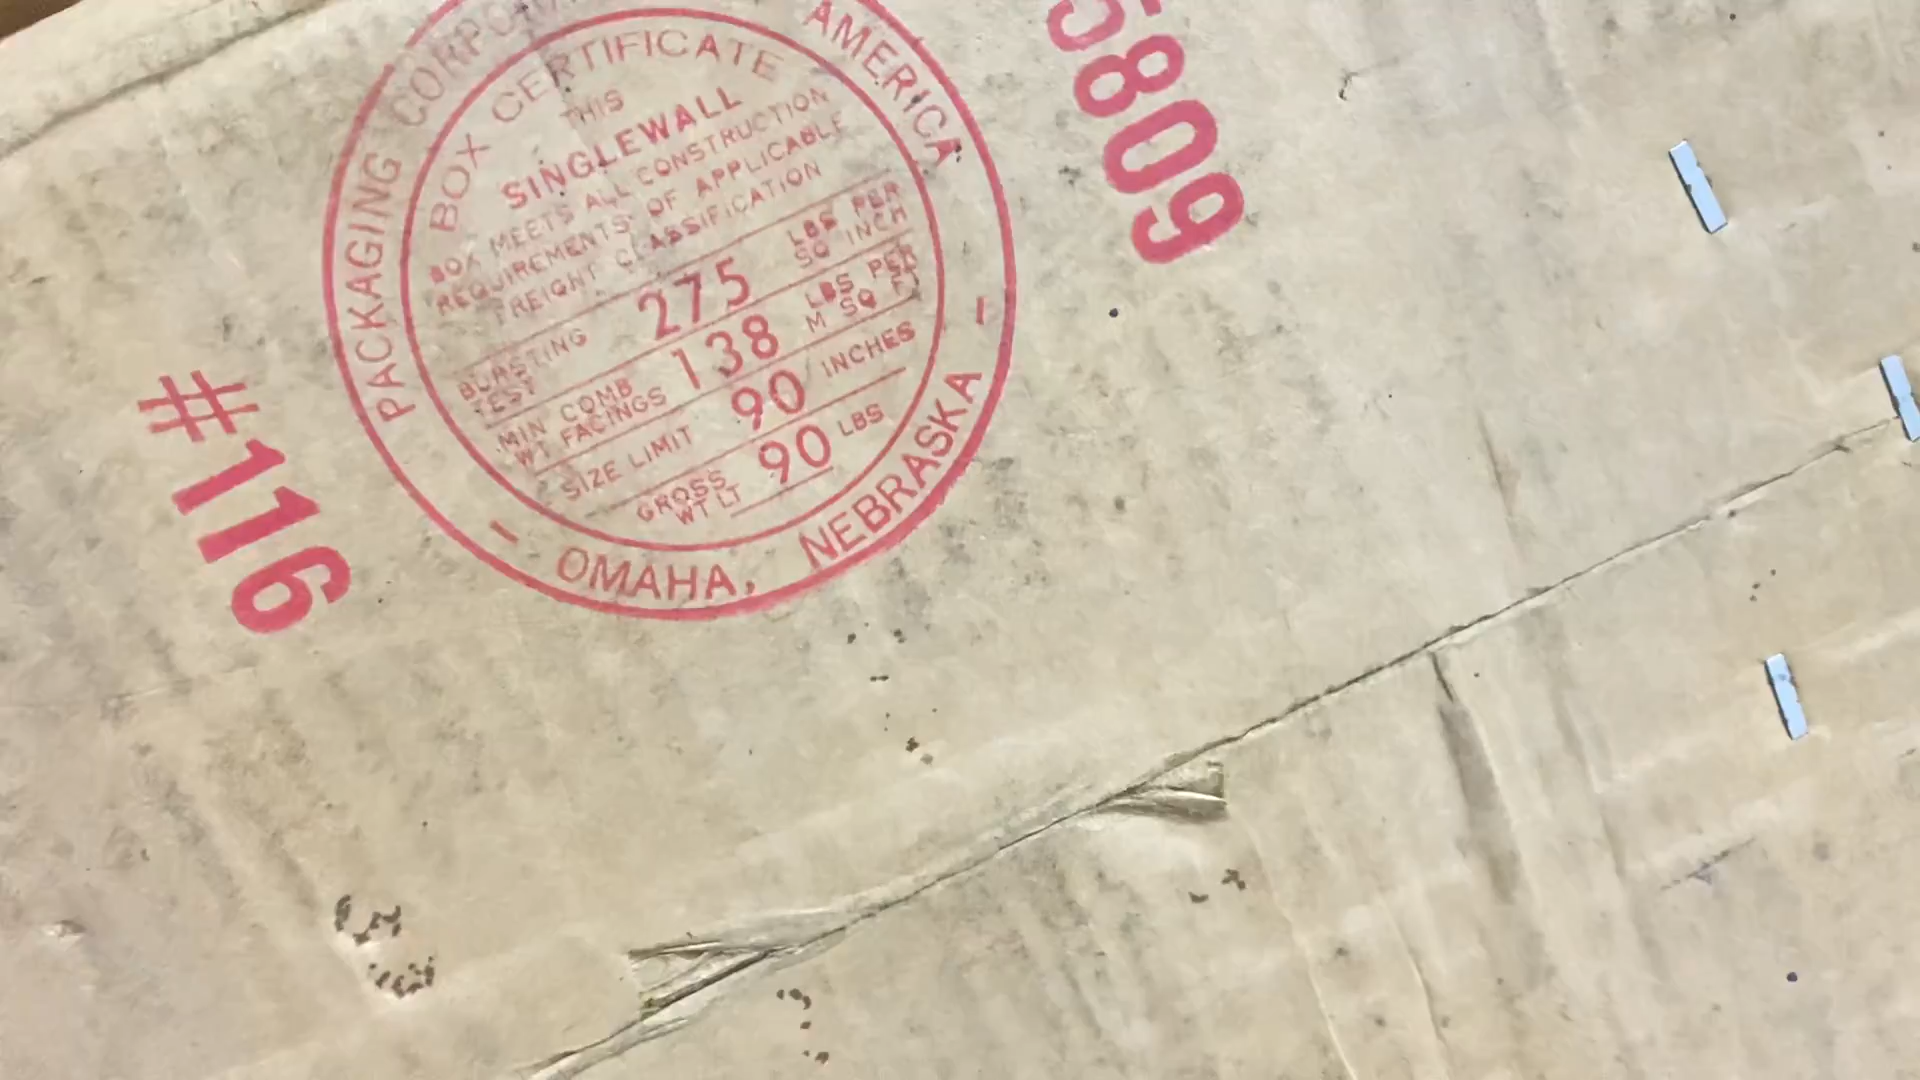 PACKAGING CORPORA AMERICA
BOX CERTIFICATE
THIS
SINGLEWALL
BOX MEETS ALL CONSTRUCTION
REQUIREMENTS OF APPLICABLE
FREIGHT CLASSIFICATION
BURSTING TEST 275 LBS PER SQ INCH
MIN COMB WT FACINGS 138 LBS PER M SQ FT
SIZE LIMIT 90 INCHES
GROSS WT LT 90 LBS
- OMAHA, NEBRASKA -
#116
5809